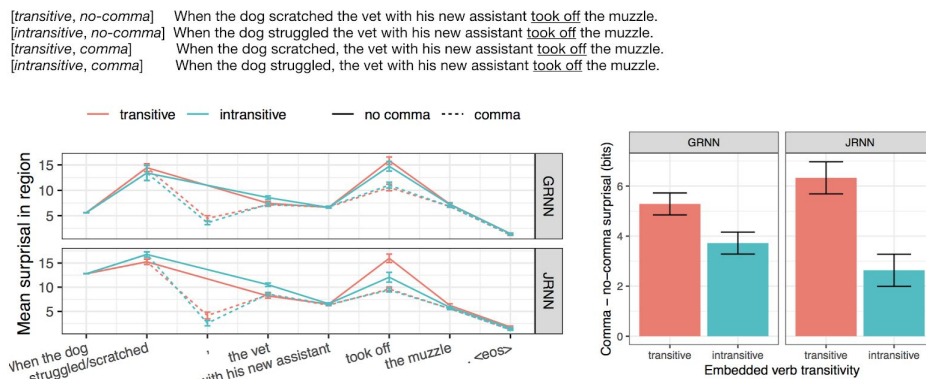 [transitive, no-comma] When the dog scratched the vet with his new assistant took off the muzzle.
[intransitive, no-comma] When the dog struggled the vet with his new assistant took off the muzzle.
[transitive, comma] When the dog scratched, the vet with his new assistant took off the muzzle.
[intransitive, comma] When the dog struggled, the vet with his new assistant took off the muzzle.
transitive intransitive no comma comma
Mean surprisal in region
15
10
5
GRNN
15
10
5
JRNN
When the dog
struggled/scratched
,
the vet
with his new assistant
took off
the muzzle
. <eos>
Comma – no–comma surprisal (bits)
GRNN JRNN
6
4
2
0
transitive intransitive transitive intransitive
Embedded verb transitivity